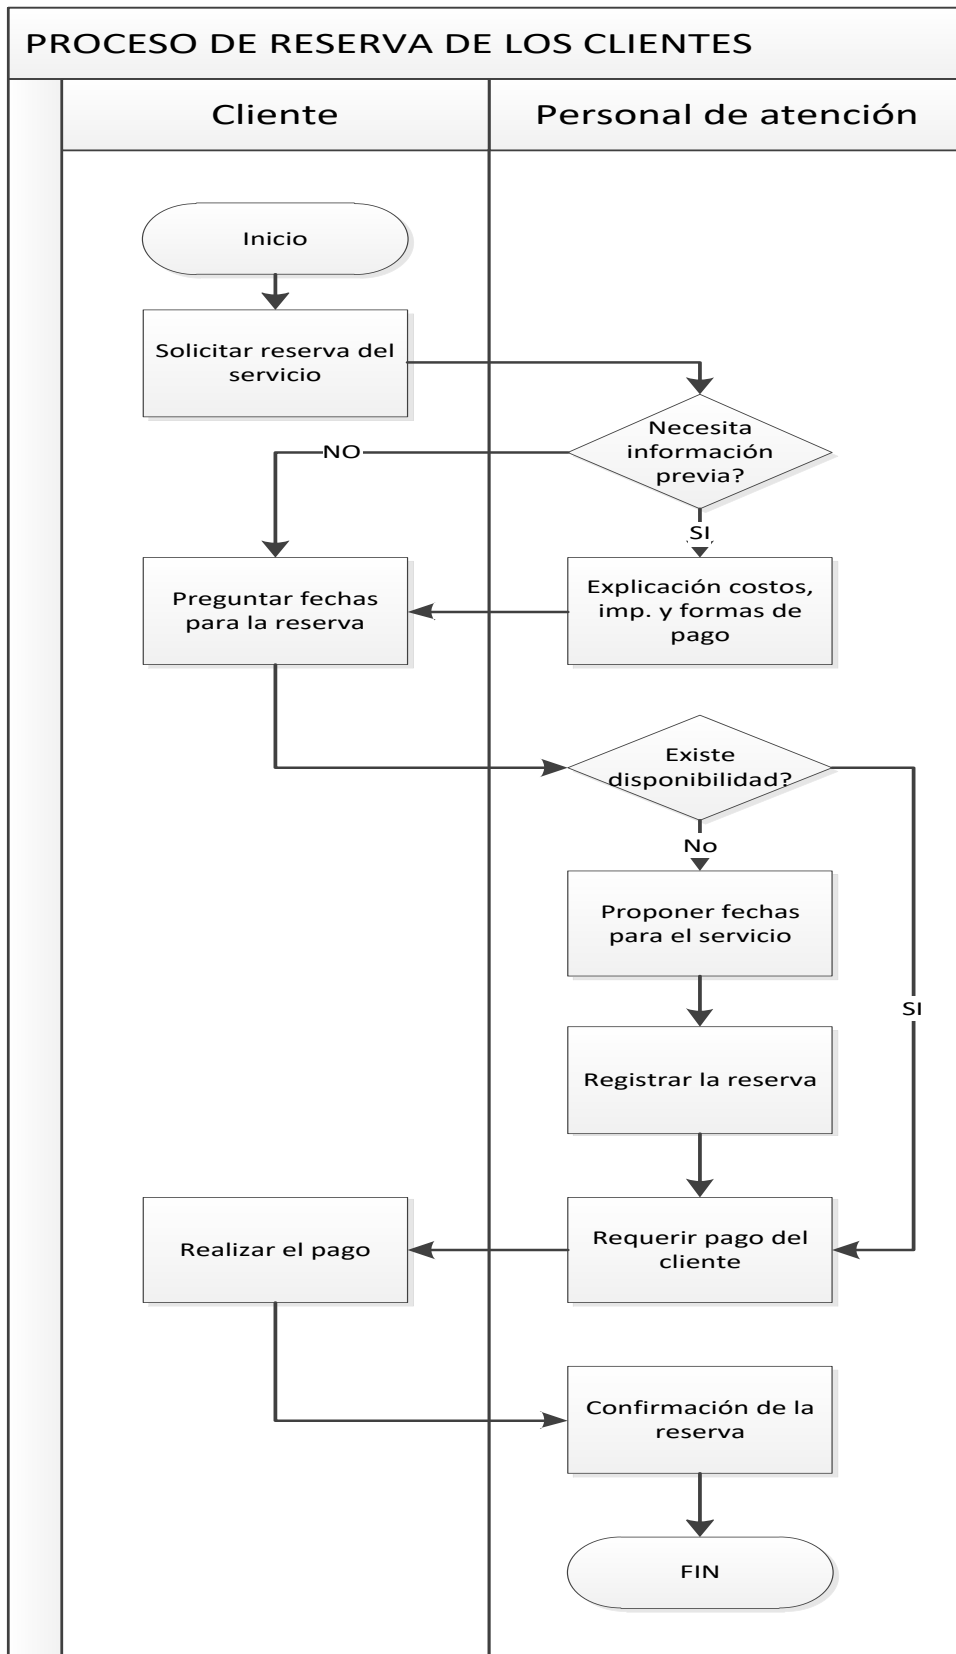 PROCESO DE RESERVA DE LOS CLIENTES
Cliente
Personal de atención
Inicio
Solicitar reserva del
servicio
Necesita
información
previa?
NO
SI
Preguntar fechas
para la reserva
Explicación costos,
imp. y formas de
pago
Existe
disponibilidad?
No
Proponer fechas
para el servicio
SI
Registrar la reserva
Realizar el pago
Requerir pago del
cliente
Confirmación de la
reserva
FIN